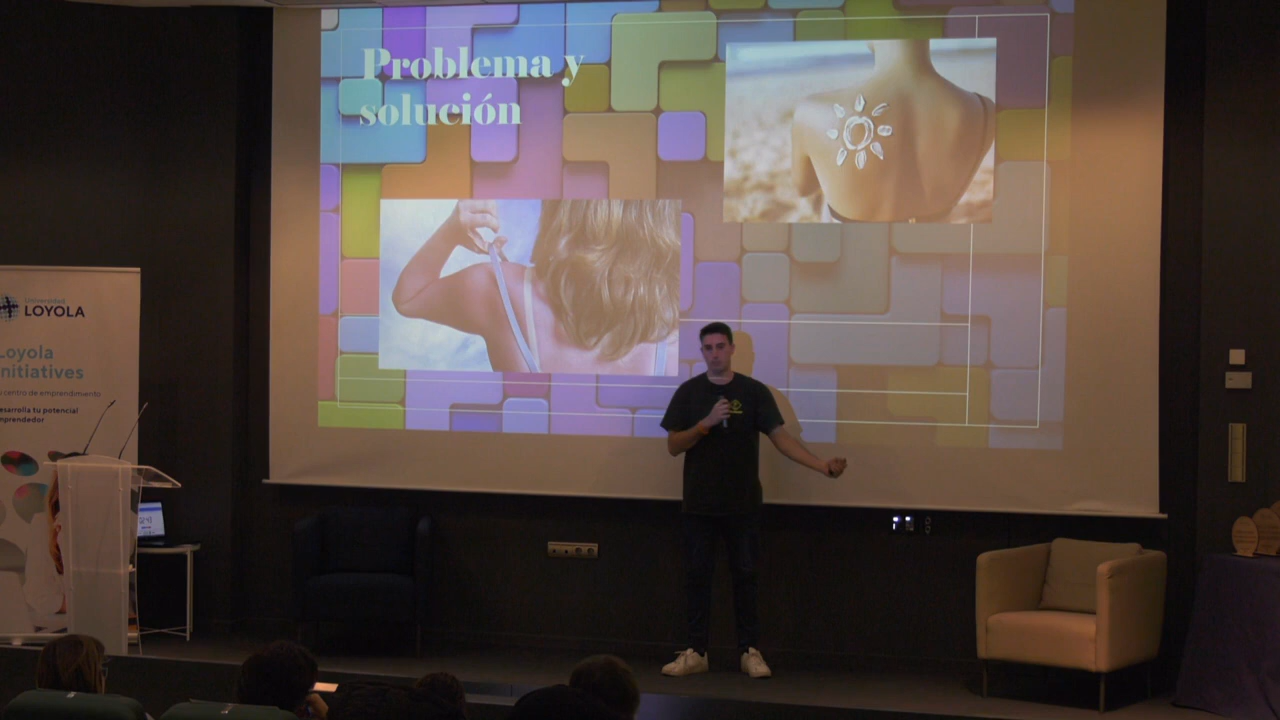 Problema y
solución
Universidad
LOYOLA
Loyola
Initiatives
centro de emprendimiento
desarrolla tu potencial
emprendedor